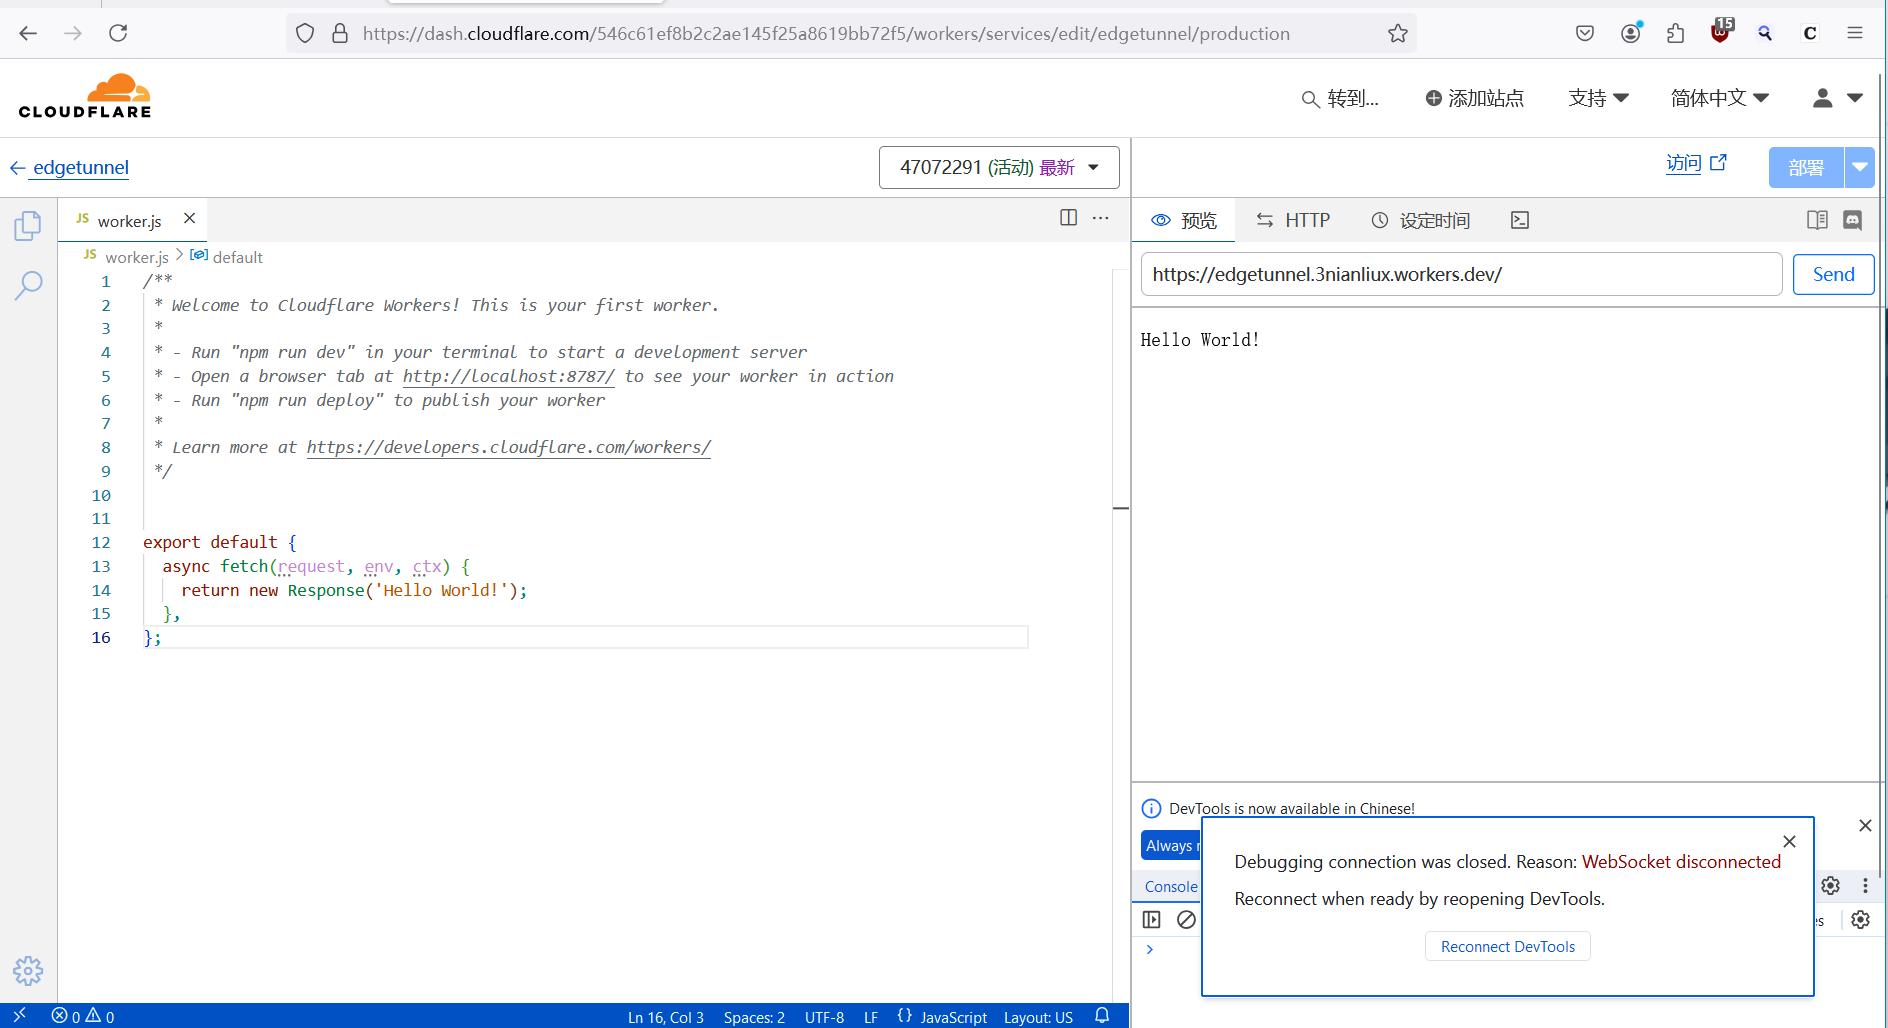 https://dash.cloudflare.com/546c61ef8b2c2ae145f25a8619bb72f5/workers/services/edit/edgetunnel/production
15
C
CLOUDFLARE
转到...
添加站点
支持
简体中文
edgetunnel
47072291 (活动) 最新
访问
部署
JS worker.js
预览
HTTP
设定时间
JS worker.js > default
https://edgetunnel.3nianliux.workers.dev/
Send
Hello World!
1 /**
2 * Welcome to Cloudflare Workers! This is your first worker.
3 *
4 * - Run "npm run dev" in your terminal to start a development server
5 * - Open a browser tab at http://localhost:8787/ to see your worker in action
6 * - Run "npm run deploy" to publish your worker
7 *
8 * Learn more at https://developers.cloudflare.com/workers/
9 */
10
11
12 export default {
13 async fetch(request, env, ctx) {
14 return new Response('Hello World!');
15 },
16 };
DevTools is now available in Chinese!
Always
Debugging connection was closed. Reason: WebSocket disconnected
Reconnect when ready by reopening DevTools.
Reconnect DevTools
Console
0 0
Ln 16, Col 3
Spaces: 2
UTF-8
LF
{} JavaScript
Layout: US